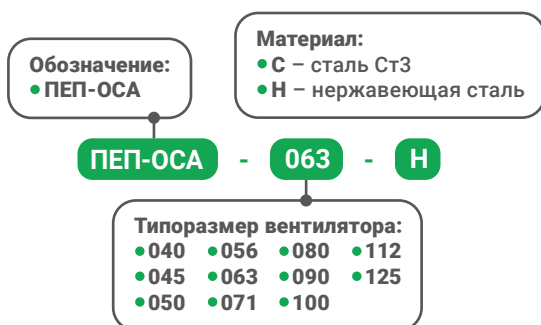 Обозначение:
• ПЕП-ОСА
Материал:
• С – сталь Ст3
• Н – нержавеющая сталь
ПЕП-ОСА - 063 - Н
Типоразмер вентилятора:
• 040 • 056 • 080 • 112
• 045 • 063 • 090 • 125
• 050 • 071 • 100